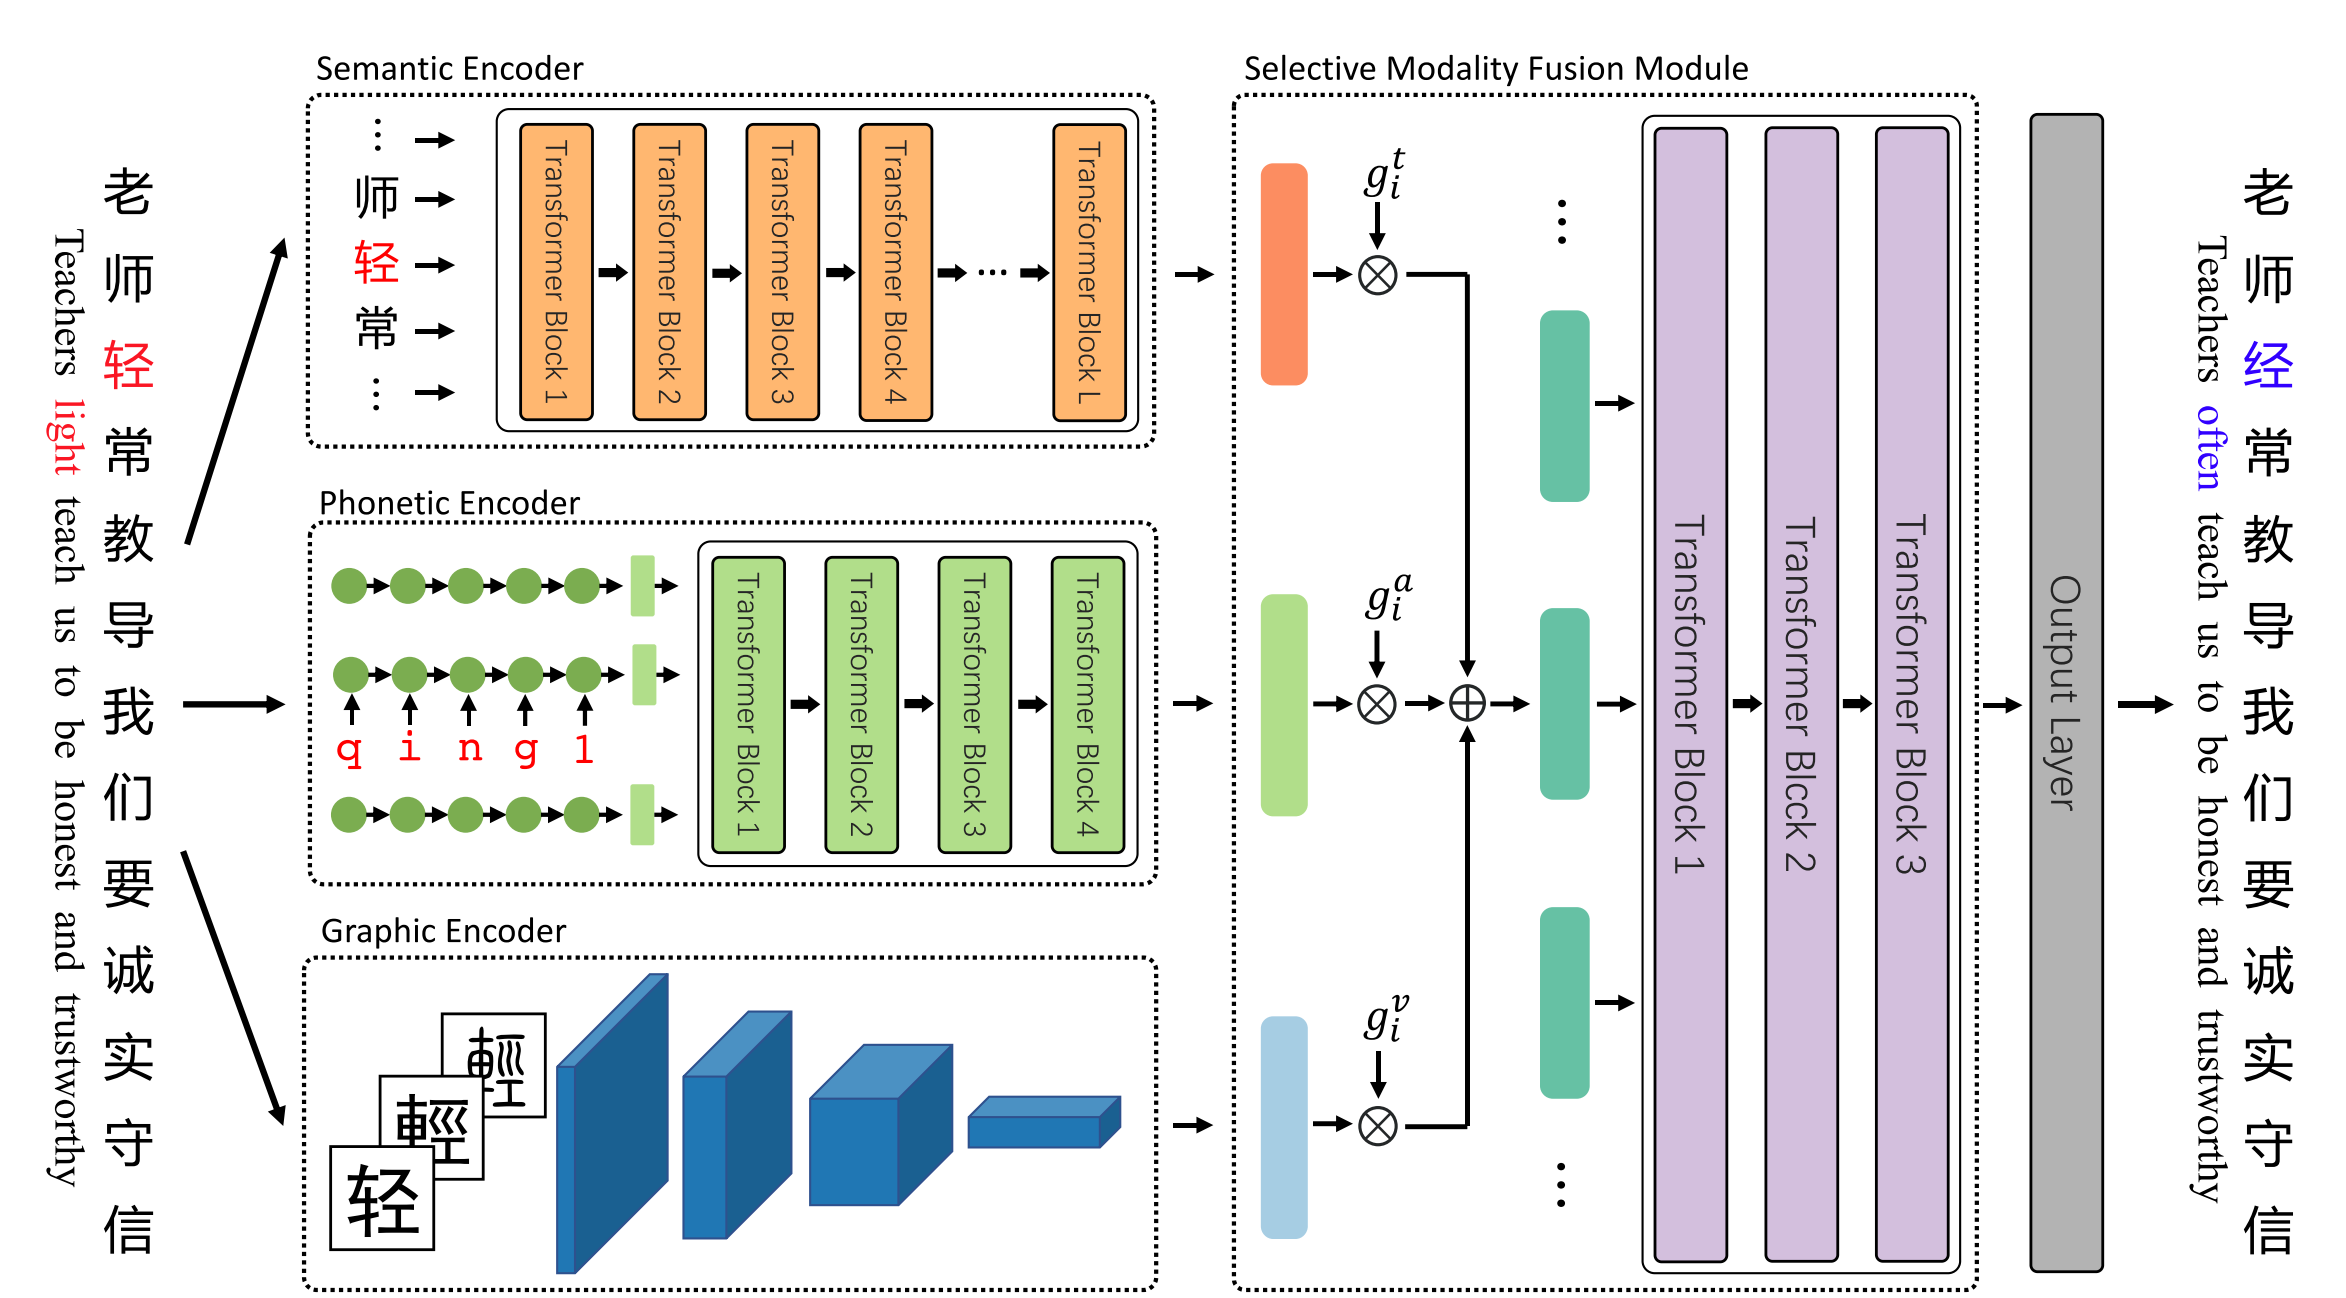 老师轻常教导我们要诚实守信
Teachers light teach us to be honest and trustworthy
Semantic Encoder
⋮
师
轻
常
⋮
Transformer Block 1
Transformer Block 2
Transformer Block 3
Transformer Block 4
...
Transformer Block L
Phonetic Encoder
q i n g 1
Transformer Block 1
Transformer Block 2
Transformer Block 3
Transformer Block 4
Graphic Encoder
輕
輕
轻
Selective Modality Fusion Module
g_i^t
g_i^a
g_i^v
⋮
⋮
Transformer Block 1
Transformer Blcck 2
Transformer Block 3
Output Layer
老师经常教导我们要诚实守信
Teachers often teach us to be honest and trustworthy